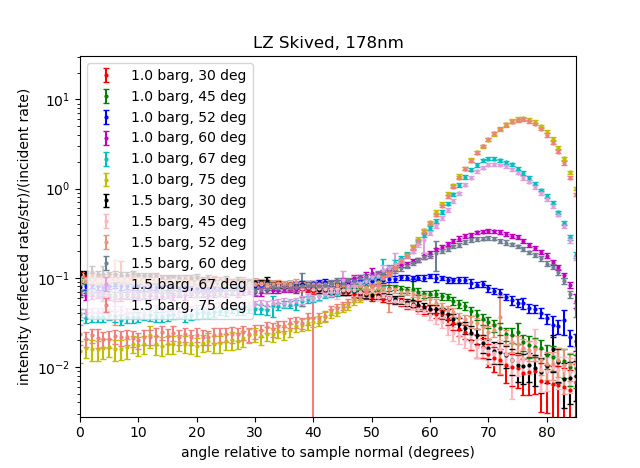 LZ Skived, 178nm
intensity (reflected rate/str)/(incident rate)
10¹
10⁰
10⁻¹
10⁻²
1.0 barg, 30 deg
1.0 barg, 45 deg
1.0 barg, 52 deg
1.0 barg, 60 deg
1.0 barg, 67 deg
1.0 barg, 75 deg
1.5 barg, 30 deg
1.5 barg, 45 deg
1.5 barg, 52 deg
1.5 barg, 60 deg
1.5 barg, 67 deg
1.5 barg, 75 deg
0 10 20 30 40 50 60 70 80
angle relative to sample normal (degrees)